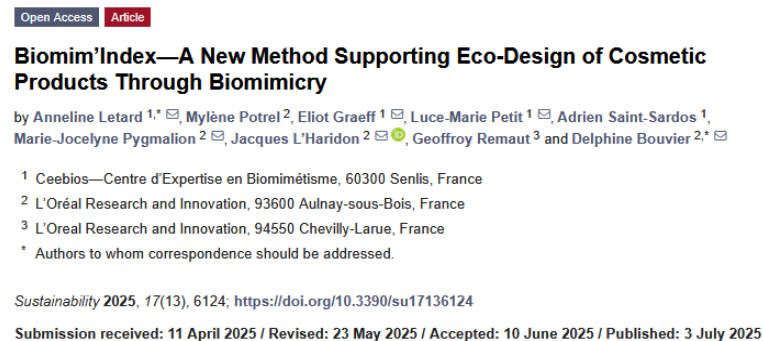 Open Access Article
Biomim’Index—A New Method Supporting Eco-Design of Cosmetic
Products Through Biomimicry
by Anneline Letard 1,* , Mylène Potrel 2, Eliot Graeff 1 , Luce-Marie Petit 1 , Adrien Saint-Sardos 1,
Marie-Jocelyne Pygmalion 2 , Jacques L’Haridon 2 , Geoffroy Remaut 3 and Delphine Bouvier 2,*
1 Ceebios—Centre d’Expertise en Biomimétisme, 60300 Senlis, France
2 L’Oréal Research and Innovation, 93600 Aulnay-sous-Bois, France
3 L’Oreal Research and Innovation, 94550 Chevilly-Larue, France
* Authors to whom correspondence should be addressed.
Sustainability 2025, 17(13), 6124; https://doi.org/10.3390/su17136124
Submission received: 11 April 2025 / Revised: 23 May 2025 / Accepted: 10 June 2025 / Published: 3 July 2025